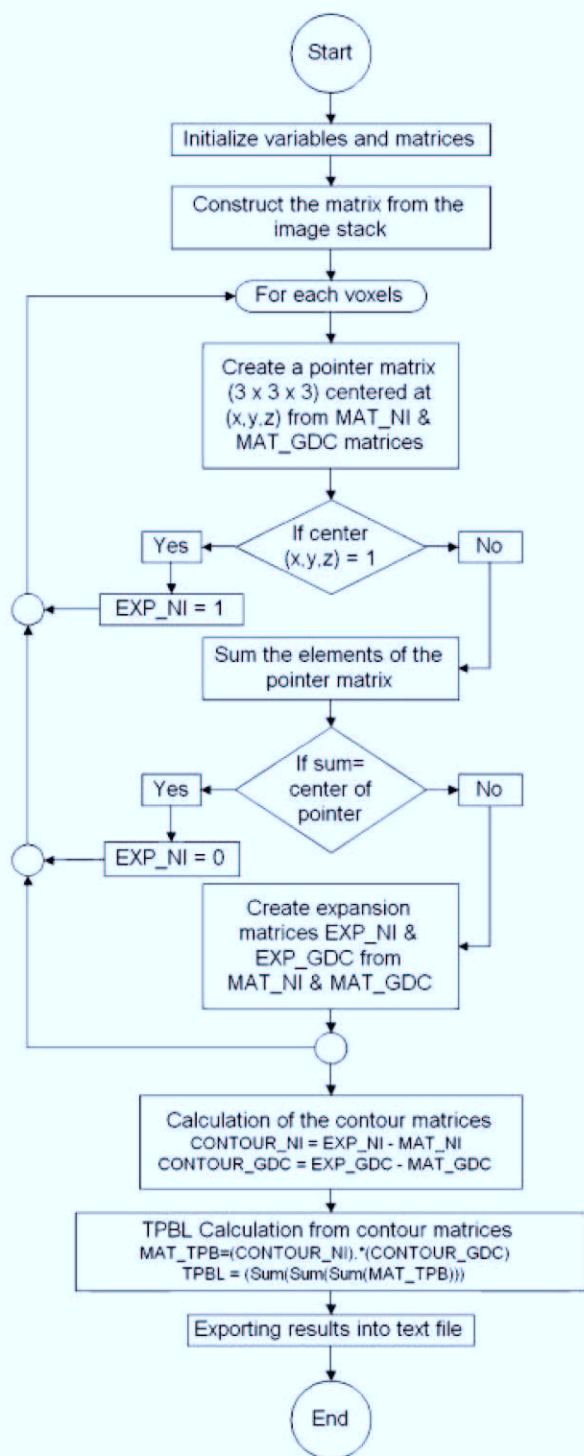 Start
Initialize variables and matrices
Construct the matrix from the
image stack
For each voxels
Create a pointer matrix
(3 x 3 x 3) centered at
(x,y,z) from MAT_NI &
MAT_GDC matrices
If center
(x,y,z) = 1
Yes
No
EXP_NI = 1
Sum the elements of the
pointer matrix
If sum=
center of
pointer
Yes
No
EXP_NI = 0
Create expansion
matrices EXP_NI &
EXP_GDC from
MAT_NI & MAT_GDC
Calculation of the contour matrices
CONTOUR_NI = EXP_NI - MAT_NI
CONTOUR_GDC = EXP_GDC - MAT_GDC
TPBL Calculation from contour matrices
MAT_TPB=(CONTOUR_NI).*(CONTOUR_GDC)
TPBL = (Sum(Sum(Sum(MAT_TPB)))
Exporting results into text file
End